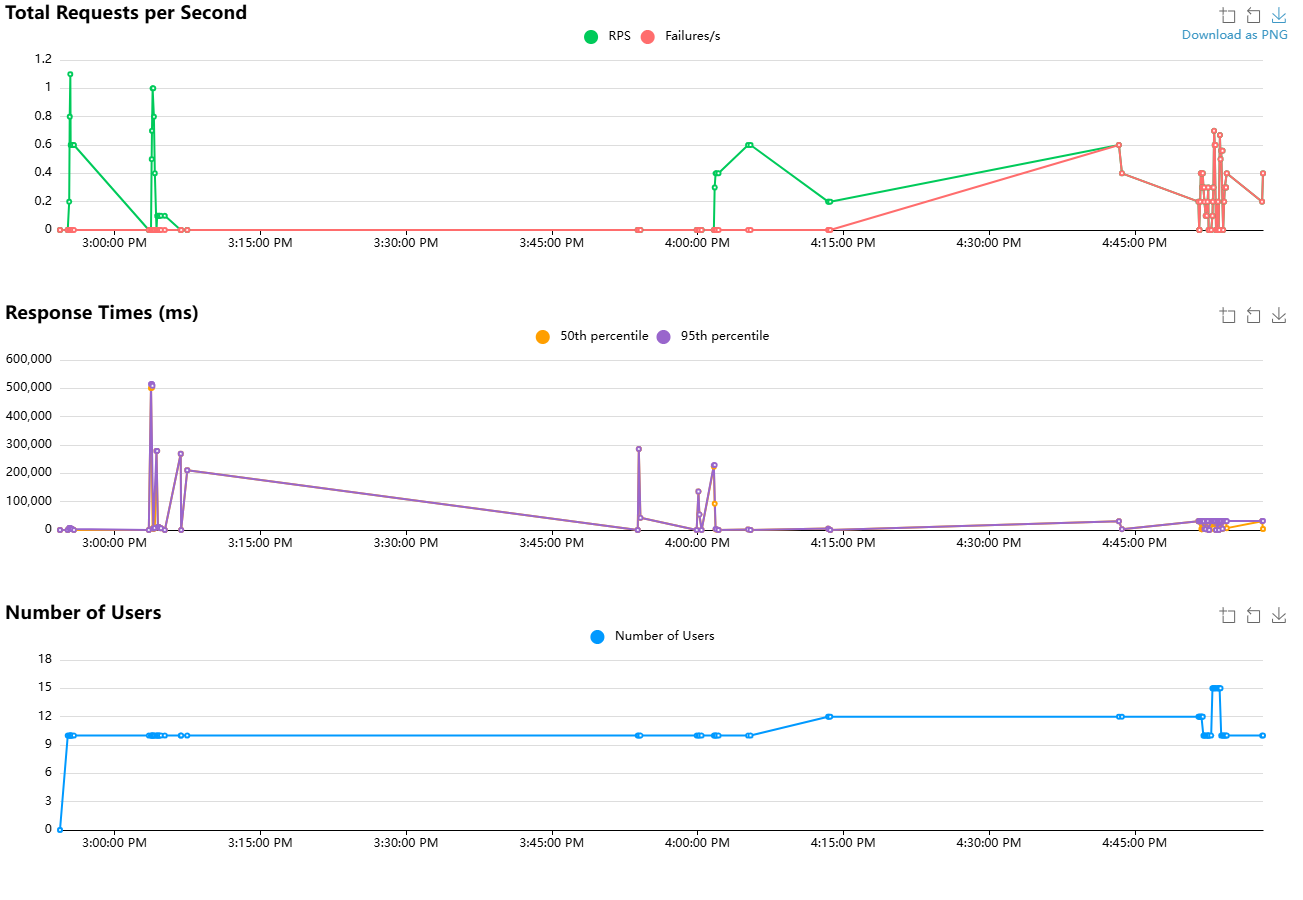 Total Requests per Second
Download as PNG
RPS Failures/s
1.2
1
0.8
0.6
0.4
0.2
0
3:00:00 PM 3:15:00 PM 3:30:00 PM 3:45:00 PM 4:00:00 PM 4:15:00 PM 4:30:00 PM 4:45:00 PM
Response Times (ms)
50th percentile 95th percentile
600,000
500,000
400,000
300,000
200,000
100,000
0
3:00:00 PM 3:15:00 PM 3:30:00 PM 3:45:00 PM 4:00:00 PM 4:15:00 PM 4:30:00 PM 4:45:00 PM
Number of Users
Number of Users
18
15
12
9
6
3
0
3:00:00 PM 3:15:00 PM 3:30:00 PM 3:45:00 PM 4:00:00 PM 4:15:00 PM 4:30:00 PM 4:45:00 PM